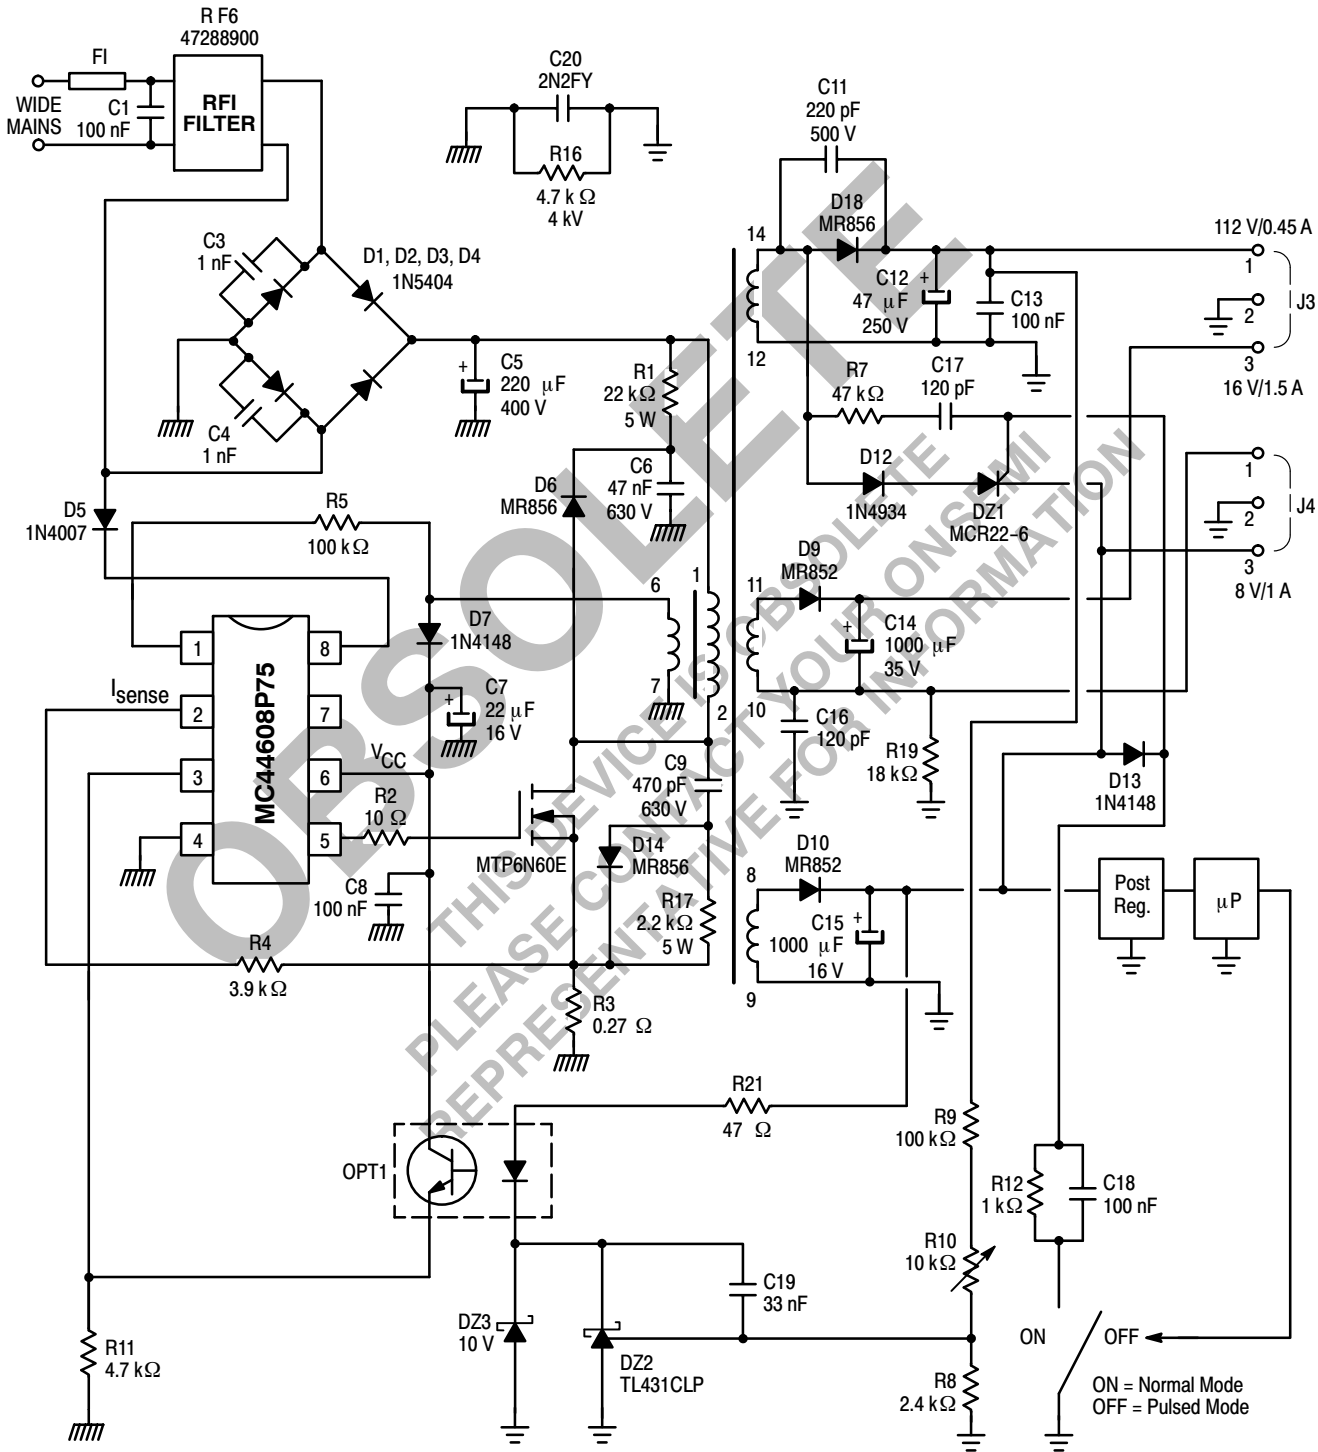 R F6
47288900
FI
WIDE
MAINS
C1
100 nF
RFI
FILTER
C20
2N2FY
R16
4.7 k Ω
4 kV
C11
220 pF
500 V
D18
MR856
14
12
C12
47 µF
250 V
+
C13
100 nF
112 V/0.45 A
1
2
3
J3
16 V/1.5 A
C3
1 nF
D1, D2, D3, D4
1N5404
C4
1 nF
+
C5
220 µF
400 V
R1
22 kΩ
5 W
R7
47 kΩ
C17
120 pF
D12
1N4934
DZ1
MCR22-6
1
2
3
J4
8 V/1 A
D5
1N4007
R5
100 kΩ
D6
MR856
C6
47 nF
630 V
D7
1N4148
6
7
1
2
D9
MR852
11
10
+
C14
1000 µF
35 V
C16
120 pF
R19
18 kΩ
D13
1N4148
MC44608P75
1
2
3
4
8
7
6
5
Isense
VCC
+
C7
22 µF
16 V
R2
10 Ω
C8
100 nF
MTP6N60E
C9
470 pF
630 V
D14
MR856
R17
2.2 kΩ
5 W
R4
3.9 kΩ
R3
0.27 Ω
D10
MR852
8
9
+
C15
1000 µF
16 V
Post
Reg.
µP
R21
47 Ω
OPT1
R9
100 kΩ
R12
1 kΩ
C18
100 nF
R10
10 kΩ
C19
33 nF
DZ3
10 V
DZ2
TL431CLP
R11
4.7 kΩ
R8
2.4 kΩ
ON
OFF
ON = Normal Mode
OFF = Pulsed Mode
OBSOLETE
THIS DEVICE IS OBSOLETE
PLEASE CONTACT YOUR ONSEMI
REPRESENTATIVE FOR INFORMATION